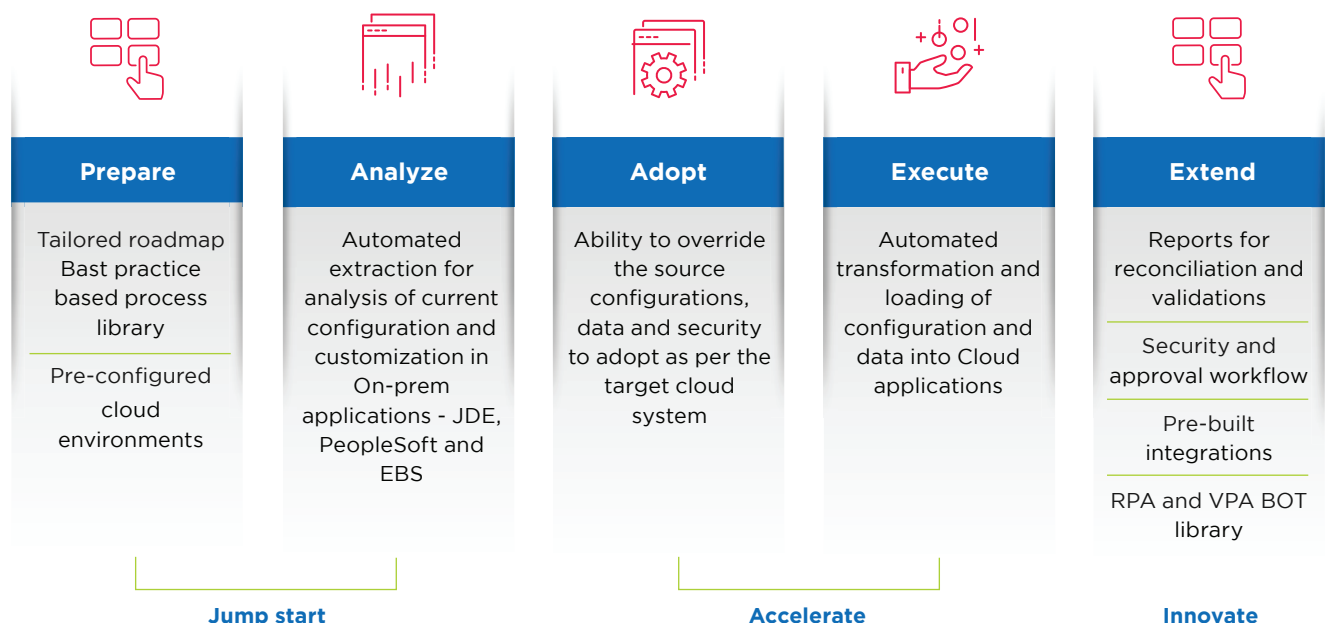 Prepare
Tailored roadmap
Bast practice
based process
library
Pre-configured
cloud
environments
Analyze
Automated
extraction for
analysis of current
configuration and
customization in
On-prem
applications - JDE,
PeopleSoft and
EBS
Adopt
Ability to override
the source
configurations,
data and security
to adopt as per the
target cloud
system
Execute
Automated
transformation and
loading of
configuration and
data into Cloud
applications
Extend
Reports for
reconciliation and
validations
Security and
approval workflow
Pre-built
integrations
RPA and VPA BOT
library
Jump start
Accelerate
Innovate